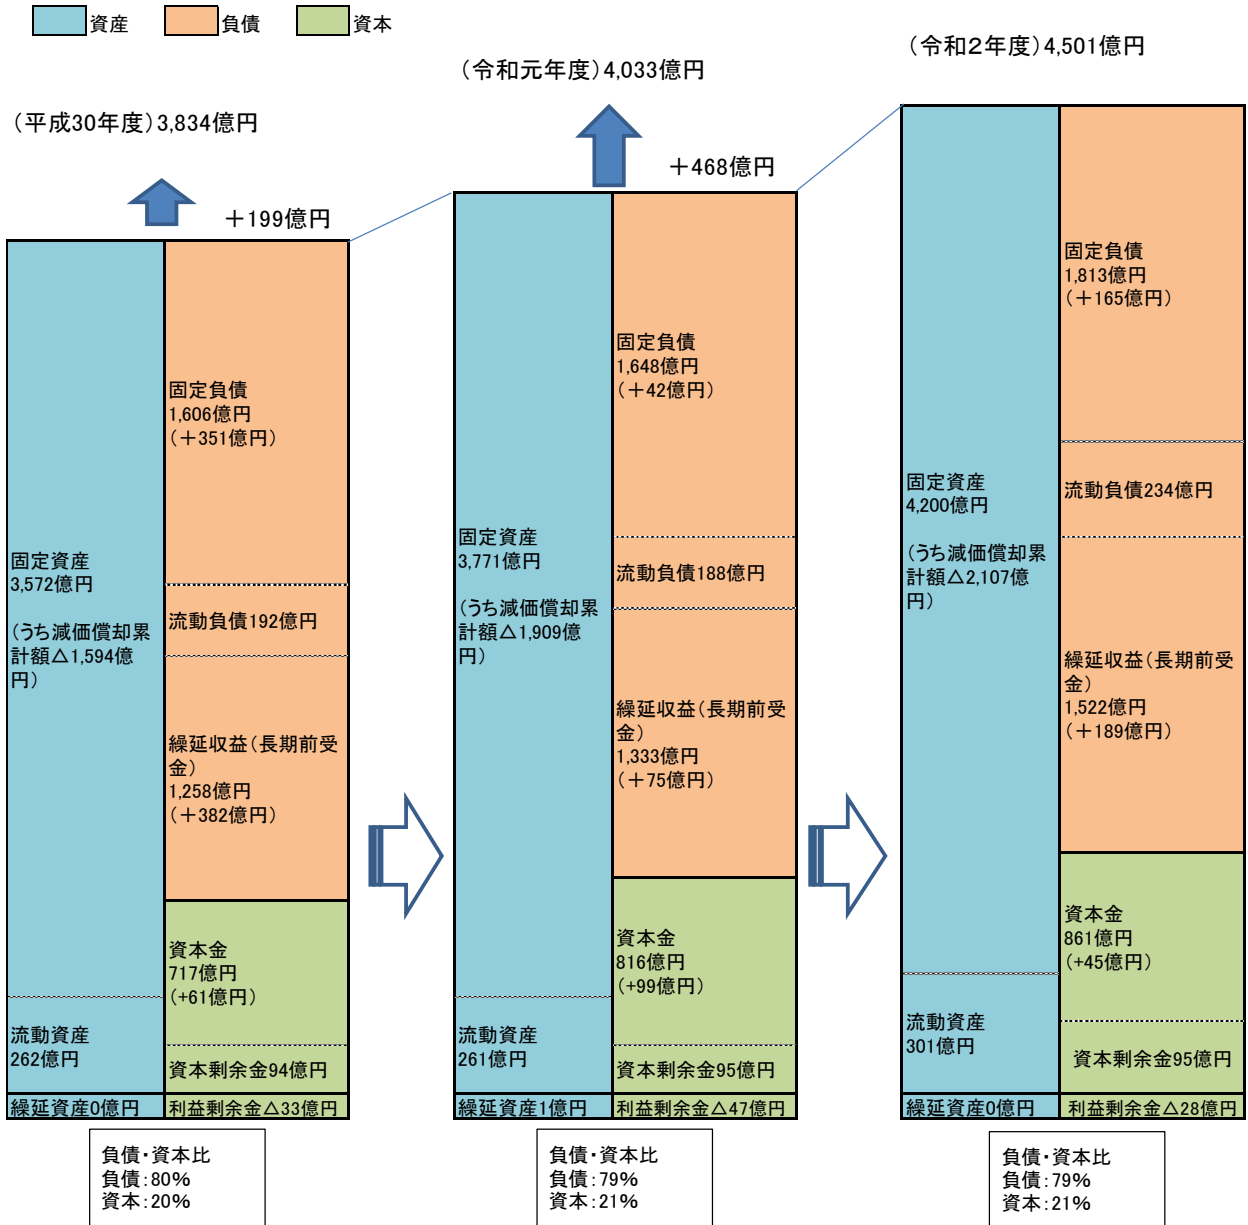 資産 負債 資本
(平成30年度)3,834億円
+199億円
固定資産
3,572億円
(うち減価償却累
計額△1,594億
円)
流動資産
262億円
繰延資産0億円
固定負債
1,606億円
(+351億円)
流動負債192億円
繰延収益(長期前受
金)
1,258億円
(+382億円)
資本金
717億円
(+61億円)
資本剰余金94億円
利益剰余金△33億円
負債・資本比
負債:80%
資本:20%
(令和元年度)4,033億円
+468億円
固定資産
3,771億円
(うち減価償却累
計額△1,909億
円)
流動資産
261億円
繰延資産1億円
固定負債
1,648億円
(+42億円)
流動負債188億円
繰延収益(長期前受
金)
1,333億円
(+75億円)
資本金
816億円
(+99億円)
資本剰余金95億円
利益剰余金△47億円
負債・資本比
負債:79%
資本:21%
(令和2年度)4,501億円
固定資産
4,200億円
(うち減価償却累
計額△2,107億
円)
流動資産
301億円
繰延資産0億円
固定負債
1,813億円
(+165億円)
流動負債234億円
繰延収益(長期前受
金)
1,522億円
(+189億円)
資本金
861億円
(+45億円)
資本剰余金95億円
利益剰余金△28億円
負債・資本比
負債:79%
資本:21%